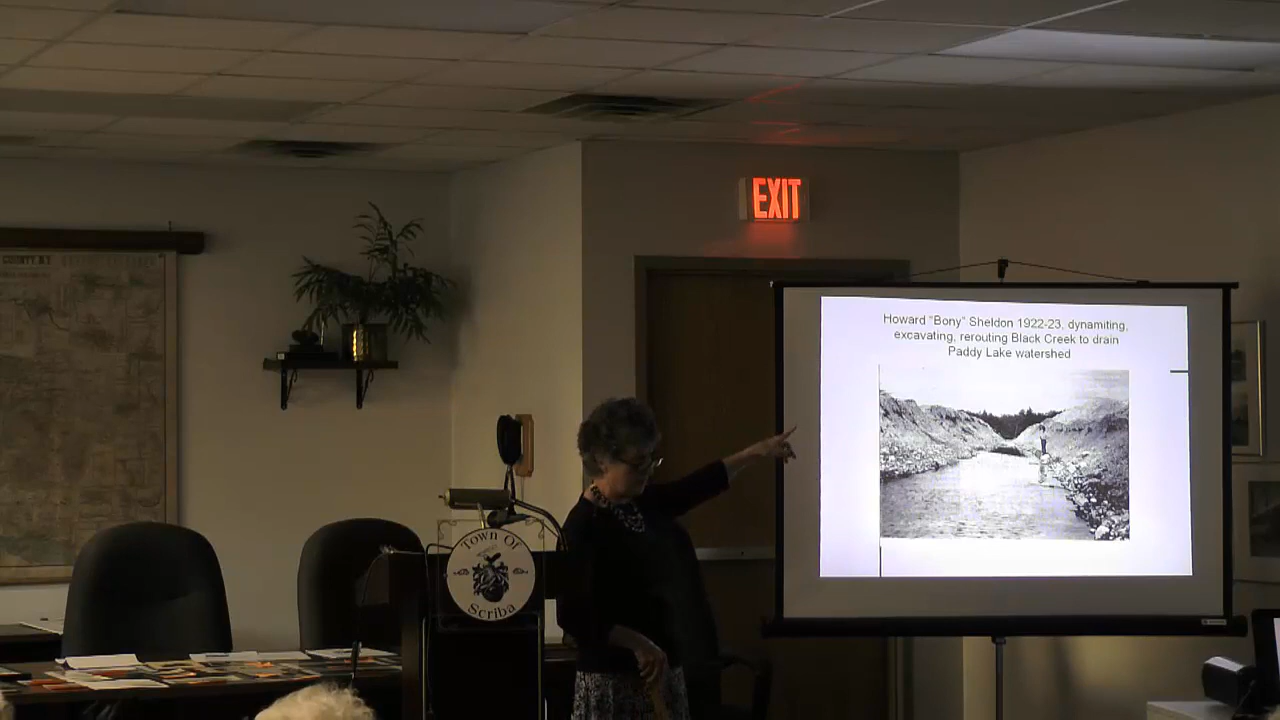 COUNTY, N.Y.
EXIT
Howard "Bony" Sheldon 1922-23, dynamiting,
excavating, rerouting Black Creek to drain
Paddy Lake watershed
Town Of
Scriba